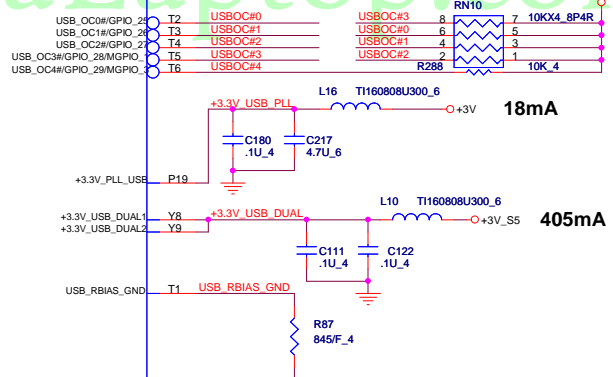 RN10
USB_OC0#/GPIO_25 T2 USBOC#0 USBOC#3 8 7 10KX4_8P4R
USB_OC1#/GPIO_26 T3 USBOC#1 USBOC#0 6 5
USB_OC2#/GPIO_27 T4 USBOC#2 USBOC#1 4 3
USB_OC3#/GPIO_28/MGPIO_ T5 USBOC#3 USBOC#2 2 1
USB_OC4#/GPIO_29/MGPIO_ T6 USBOC#4 R288 10K_4
L16 TI160808U300_6
+3.3V_USB_PLL +3V 18mA
C180 C217
.1U_4 4.7U_6
+3.3V_PLL_USB P19
L10 TI160808U300_6
+3.3V_USB_DUAL1 Y8 +3.3V_USB_DUAL +3V_S5 405mA
+3.3V_USB_DUAL2 Y9
C111 C122
.1U_4 .1U_4
USB_RBIAS_GND T1 USB_RBIAS_GND
R87
845/F_4